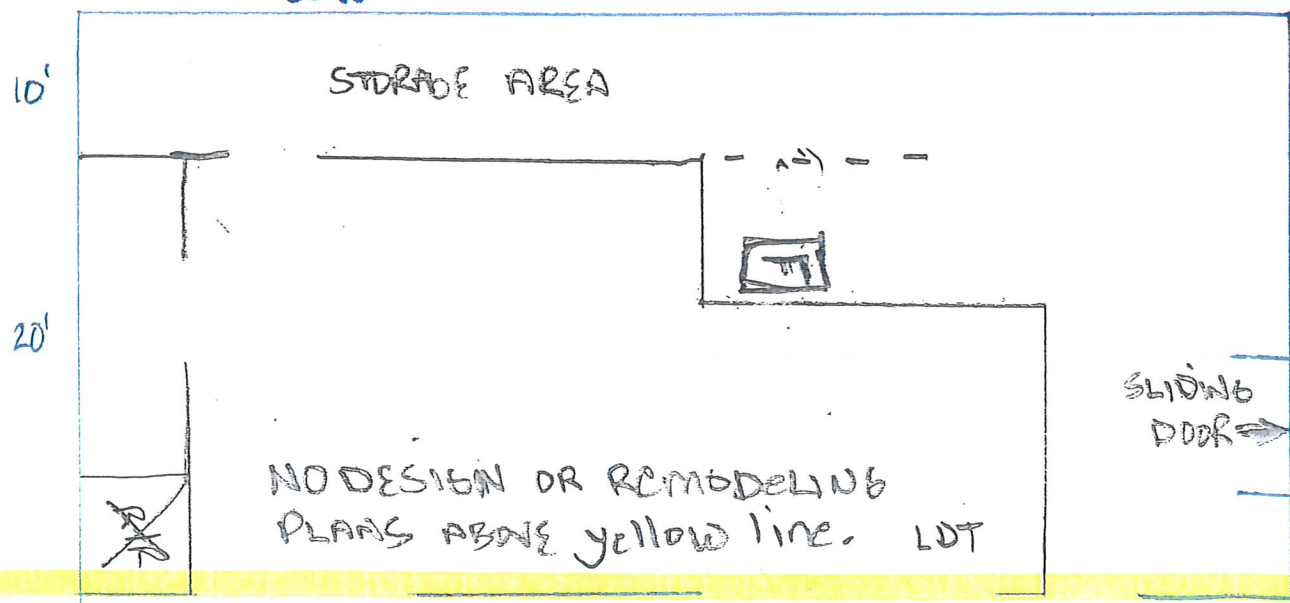 10'
STORAGE AREA
20'
SLIDING
DOOR
NO DESIGN OR REMODELING
PLANS ABOVE yellow line. LDT